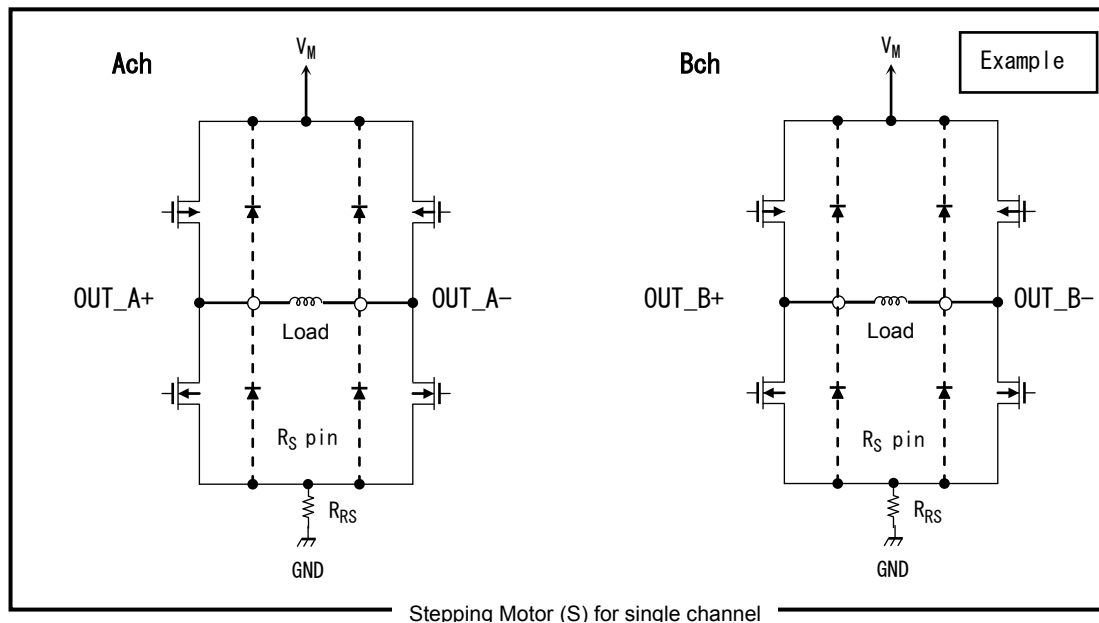 Ach
V_M
Bch
V_M
Example
OUT_A+
OUT_A-
Load
OUT_B+
OUT_B-
Load
R_S pin
R_S pin
R_RS
R_RS
GND
GND
Stepping Motor (S) for single channel